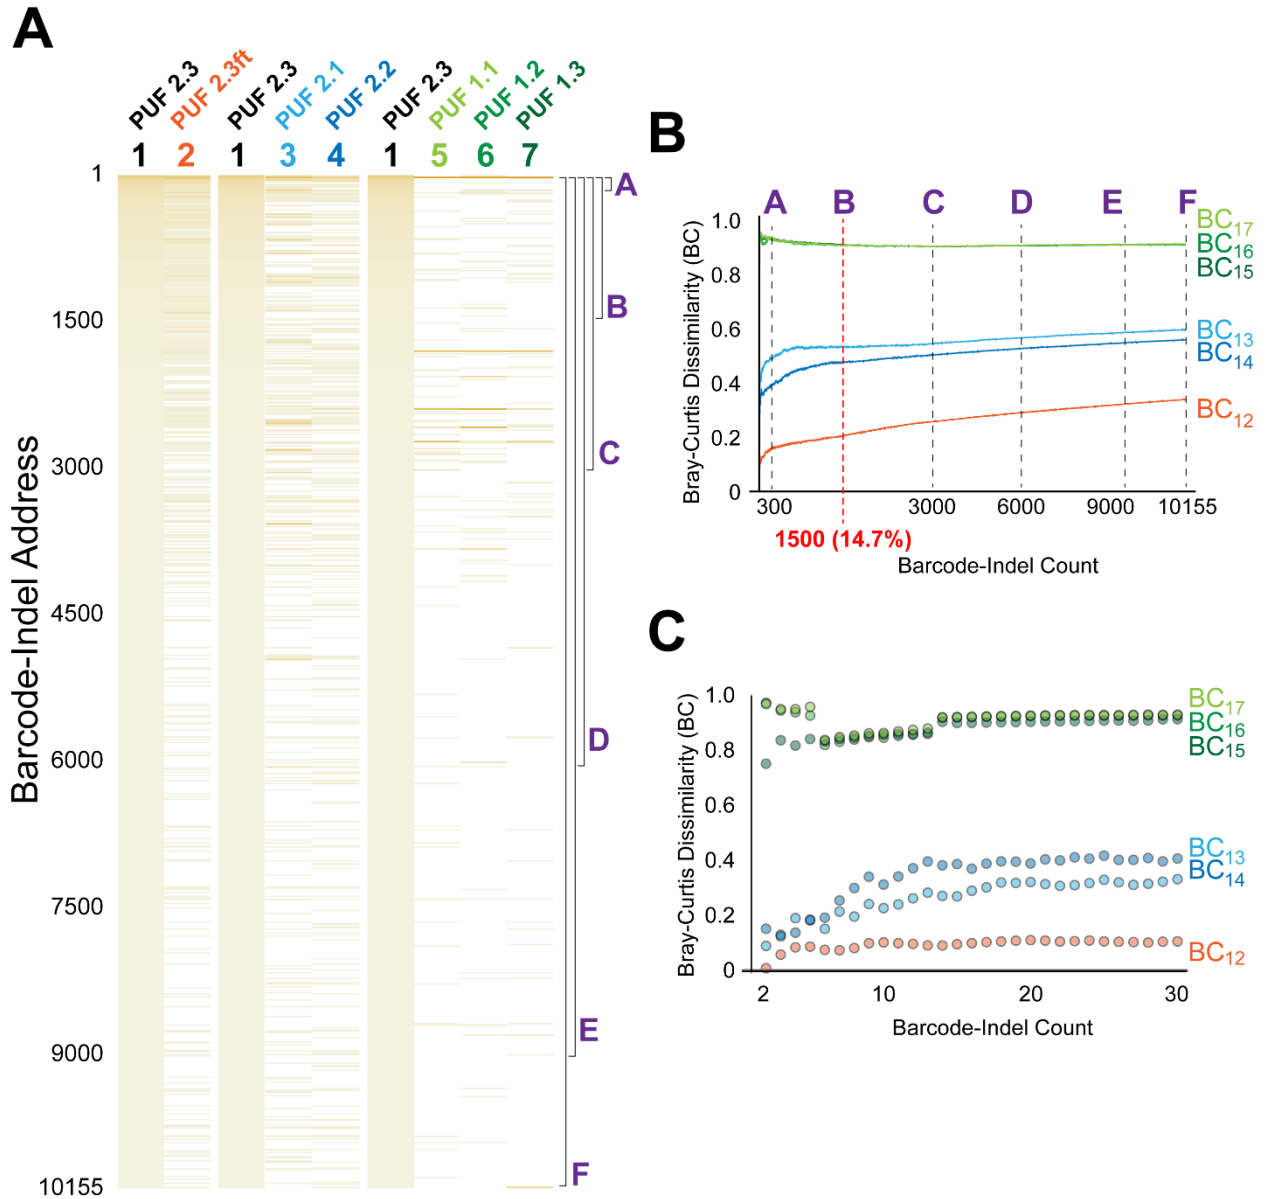 A
PUF 2.3 PUF 2.3ft PUF 2.3 PUF 2.1 PUF 2.2 PUF 2.3 PUF 1.1 PUF 1.2 PUF 1.3
1 2 1 3 4 1 5 6 7
Barcode-Indel Address
1
1500
3000
4500
6000
7500
9000
10155
A
B
C
D
E
F
B
A B C D E F
Bray-Curtis Dissimilarity (BC)
1.0
0.8
0.6
0.4
0.2
0
BC17
BC16
BC15
BC13
BC14
BC12
300 3000 6000 9000 10155
1500 (14.7%)
Barcode-Indel Count
C
Bray-Curtis Dissimilarity (BC)
1.0
0.8
0.6
0.4
0.2
0
BC17
BC16
BC15
BC13
BC14
BC12
2 10 20 30
Barcode-Indel Count